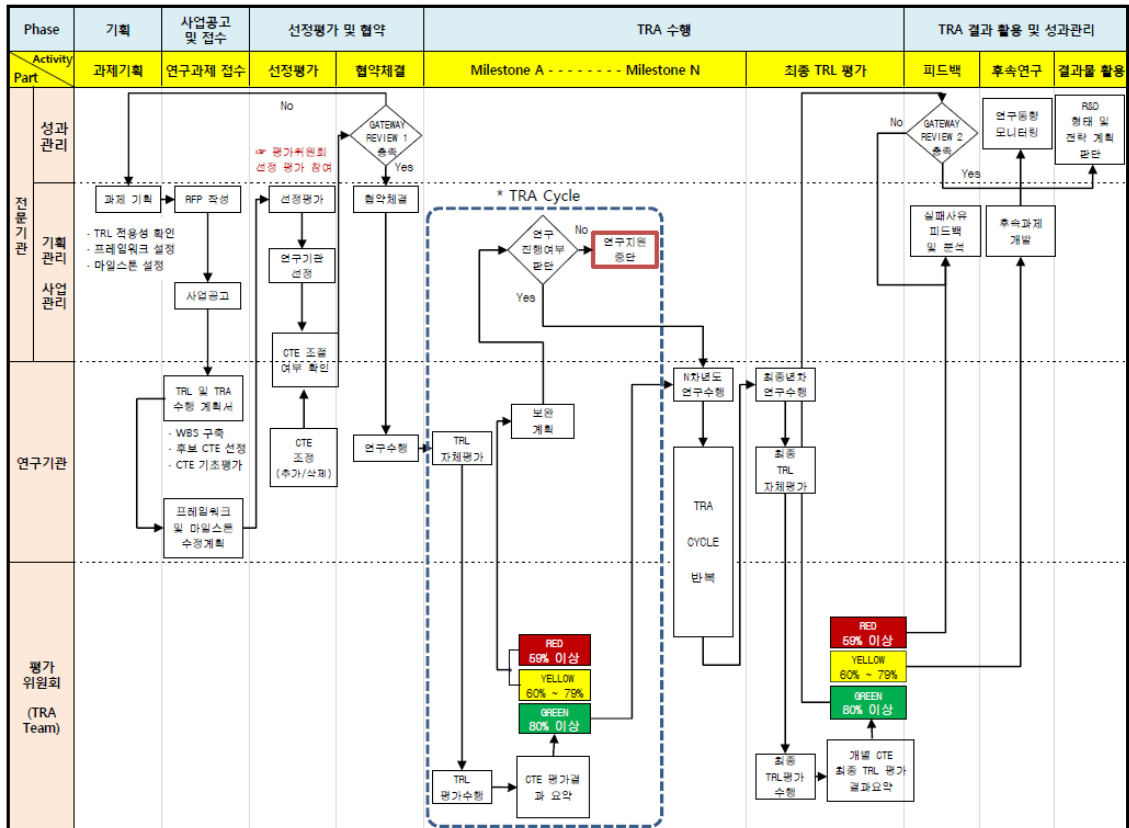 Phase
기획
사업공고
및 접수
선정평가 및 협약
TRA 수행
TRA 결과 활용 및 성과관리
Activity
Part
과제기획
연구과제 접수
선정평가
협약체결
Milestone A - - - - - - - - Milestone N
최종 TRL 평가
피드백
후속연구
결과물 활용
전
문
기
관
성과
관리
기획
관리
사업
관리
연구기관
평가
위원회
(TRA
Team)
No
GATEWAY
REVIEW 1
충족
Yes
☞ 평가위원회
선정 평가 참여
No
GATEWAY
REVIEW 2
충족
Yes
연구동향
모니터링
R&D
형태 및
전략 계획
판단
과제 기획
RFP 작성
선정평가
협약체결
· TRL 적용성 확인
· 프레임워크 설정
· 마일스톤 설정
사업공고
연구기관
선정
CTE 조절
여부 확인
* TRA Cycle
연구
진행여부
판단
No
Yes
연구지원
중단
실패사유
피드백
및 분석
후속과제
개발
TRL 및 TRA
수행 계획서
· WBS 구축
· 후보 CTE 선정
· CTE 기초평가
프레임워크
및 마일스톤
수정계획
CTE
조정
(추가/삭제)
연구수행
TRL
자체평가
보완
계획
N차년도
연구수행
최종년차
연구수행
최종
TRL
자체평가
TRA
CYCLE
반복
RED
59% 이상
YELLOW
60% ~ 79%
GREEN
80% 이상
RED
59% 이상
YELLOW
60% ~ 79%
GREEN
80% 이상
TRL
평가수행
CTE 평가결
과 요약
최종
TRL평가
수행
개별 CTE
최종 TRL 평가
결과요약